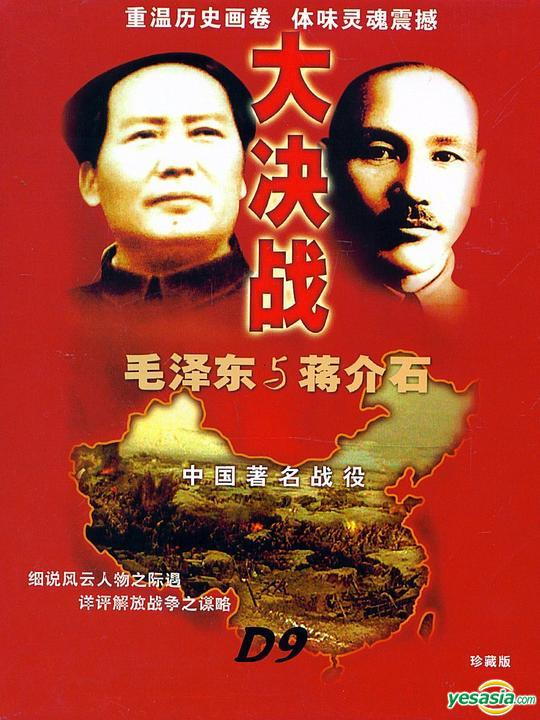 重温历史画卷 体味灵魂震撼
大决战
毛泽东与蒋介石
中国著名战役
细说风云人物之际遇
详评解放战争之谋略
D9
珍藏版
yesasia.com